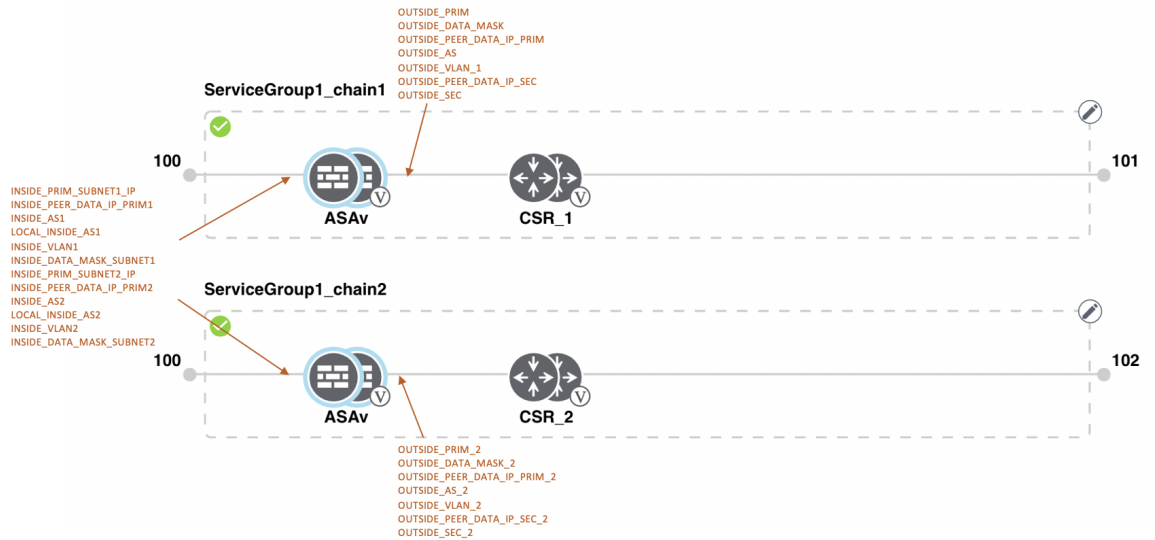 OUTSIDE_PRIM
OUTSIDE_DATA_MASK
OUTSIDE_PEER_DATA_IP_PRIM
OUTSIDE_AS
OUTSIDE_VLAN_1
OUTSIDE_PEER_DATA_IP_SEC
OUTSIDE_SEC
ServiceGroup1_chain1
100
101
V
V
ASAv
CSR_1
INSIDE_PRIM_SUBNET1_IP
INSIDE_PEER_DATA_IP_PRIM1
INSIDE_AS1
LOCAL_INSIDE_AS1
INSIDE_VLAN1
INSIDE_DATA_MASK_SUBNET1
INSIDE_PRIM_SUBNET2_IP
INSIDE_PEER_DATA_IP_PRIM2
INSIDE_AS2
LOCAL_INSIDE_AS2
INSIDE_VLAN2
INSIDE_DATA_MASK_SUBNET2
ServiceGroup1_chain2
100
102
V
V
ASAv
CSR_2
OUTSIDE_PRIM_2
OUTSIDE_DATA_MASK_2
OUTSIDE_PEER_DATA_IP_PRIM_2
OUTSIDE_AS_2
OUTSIDE_VLAN_2
OUTSIDE_PEER_DATA_IP_SEC_2
OUTSIDE_SEC_2